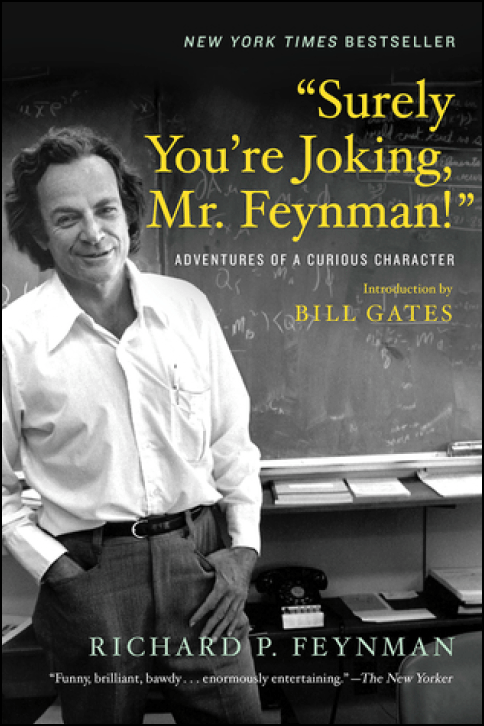 NEW YORK TIMES BESTSELLER
“Surely
You’re Joking,
Mr. Feynman!”
ADVENTURES OF A CURIOUS CHARACTER
Introduction by
BILL GATES
RICHARD P. FEYNMAN
“Funny, brilliant, bawdy . . . enormously entertaining.” —The New Yorker